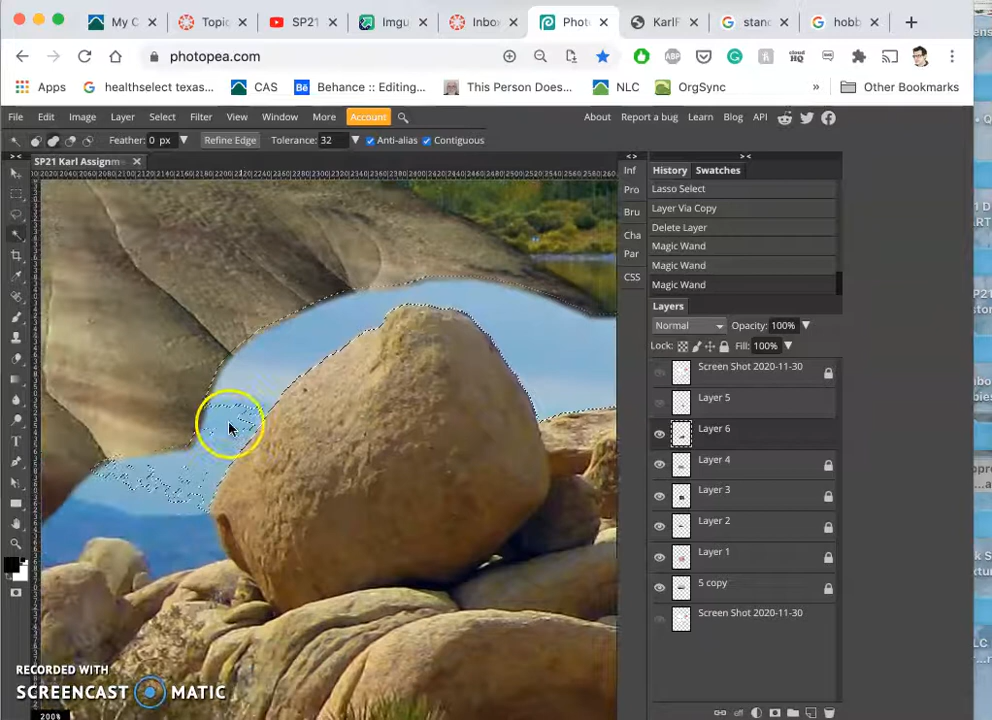 My C
Topic
SP21
Imgu
Inbo
Photo
KarlF
stand
hobb
photopea.com
Apps
healthselect texas...
CAS
Behance :: Editing...
This Person Does...
NLC
OrgSync
»
Other Bookmarks
File Edit Image Layer Select Filter View Window More Account
About Report a bug Learn Blog API
Feather: 0 px Refine Edge Tolerance: 32 Anti-alias Contiguous
SP21 Karl Assignm
History Swatches
Inf
Pro
Bru
Cha
Par
CSS
Lasso Select
Layer Via Copy
Delete Layer
Magic Wand
Magic Wand
Magic Wand
Layers
Normal Opacity: 100%
Lock: Fill: 100%
Screen Shot 2020-11-30
Layer 5
Layer 6
Layer 4
Layer 3
Layer 2
Layer 1
5 copy
Screen Shot 2020-11-30
RECORDED WITH
SCREENCAST MATIC
200%